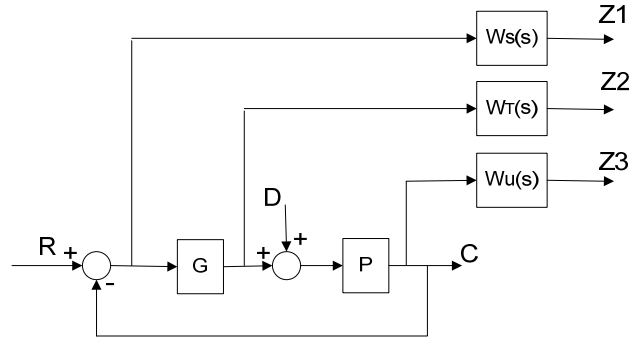 Z1
Ws(s)
Z2
WT(s)
Z3
Wu(s)
D
R + + + C
G P
-